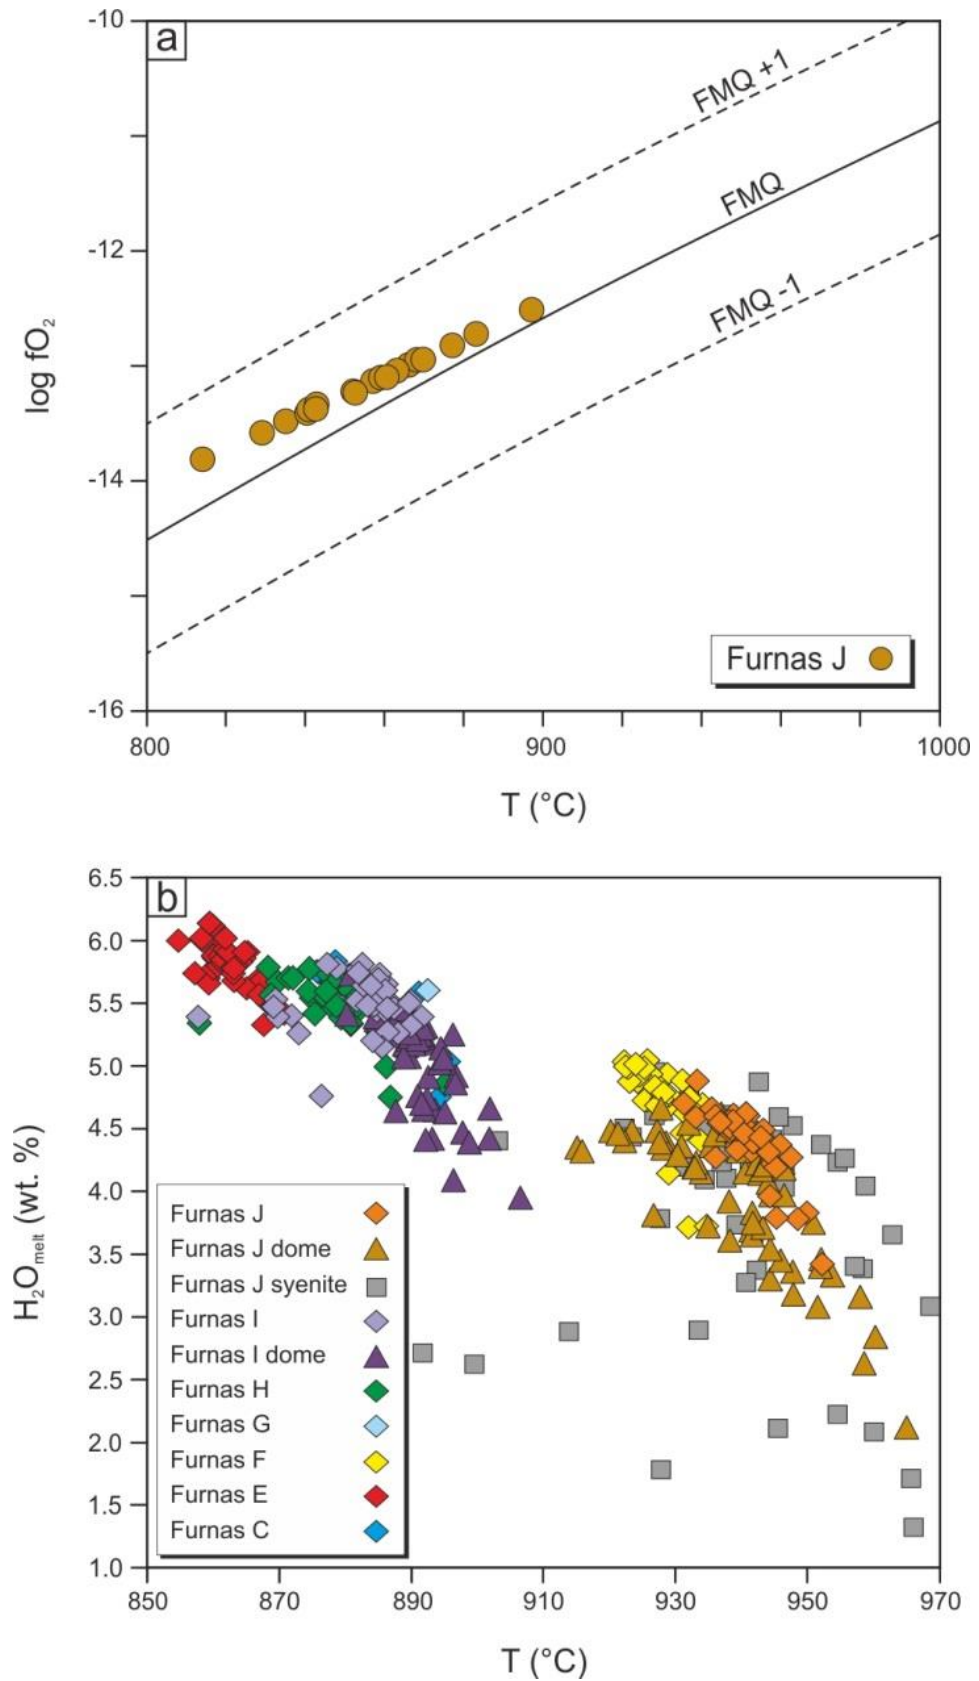 a
-10
-12
-14
-16
log fO₂
FMQ +1
FMQ
FMQ -1
Furnas J
800
900
1000
T (°C)
b
6.5
6.0
5.5
5.0
4.5
4.0
3.5
3.0
2.5
2.0
1.5
1.0
H₂Omelt (wt. %)
Furnas J
Furnas J dome
Furnas J syenite
Furnas I
Furnas I dome
Furnas H
Furnas G
Furnas F
Furnas E
Furnas C
850
870
890
910
930
950
970
T (°C)